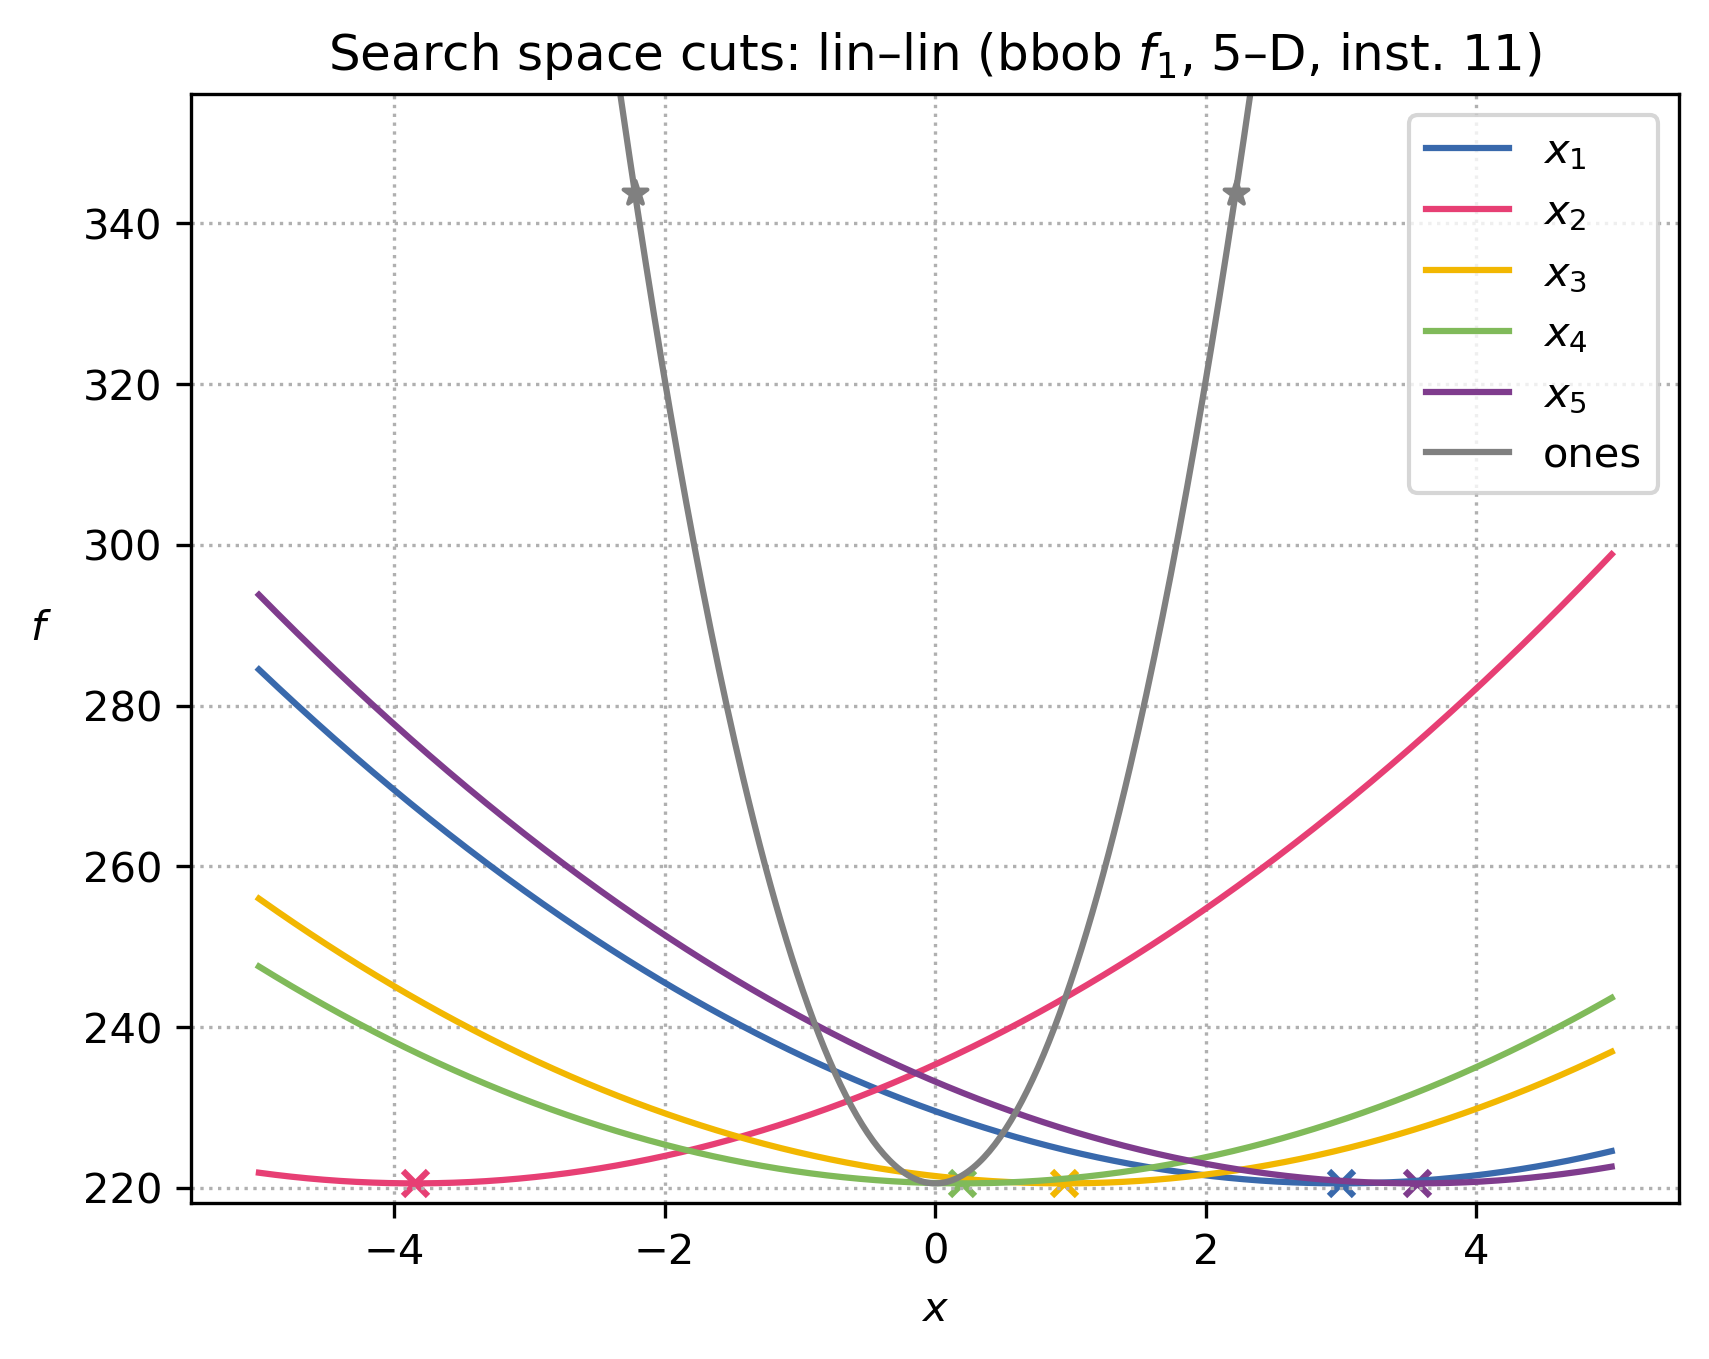 Search space cuts: lin–lin (bbob f₁, 5–D, inst. 11)
x₁
x₂
x₃
x₄
x₅
ones
340
320
300
280
260
240
220
f
−4 −2 0 2 4
x